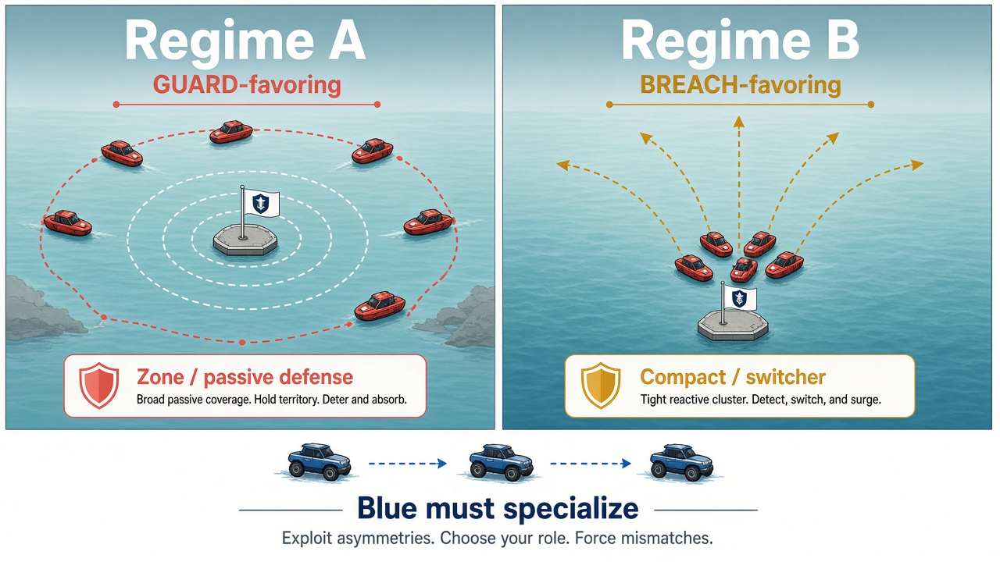 Regime A
GUARD-favoring
Zone / passive defense
Broad passive coverage. Hold territory. Deter and absorb.
Regime B
BREACH-favoring
Compact / switcher
Tight reactive cluster. Detect, switch, and surge.
Blue must specialize
Exploit asymmetries. Choose your role. Force mismatches.